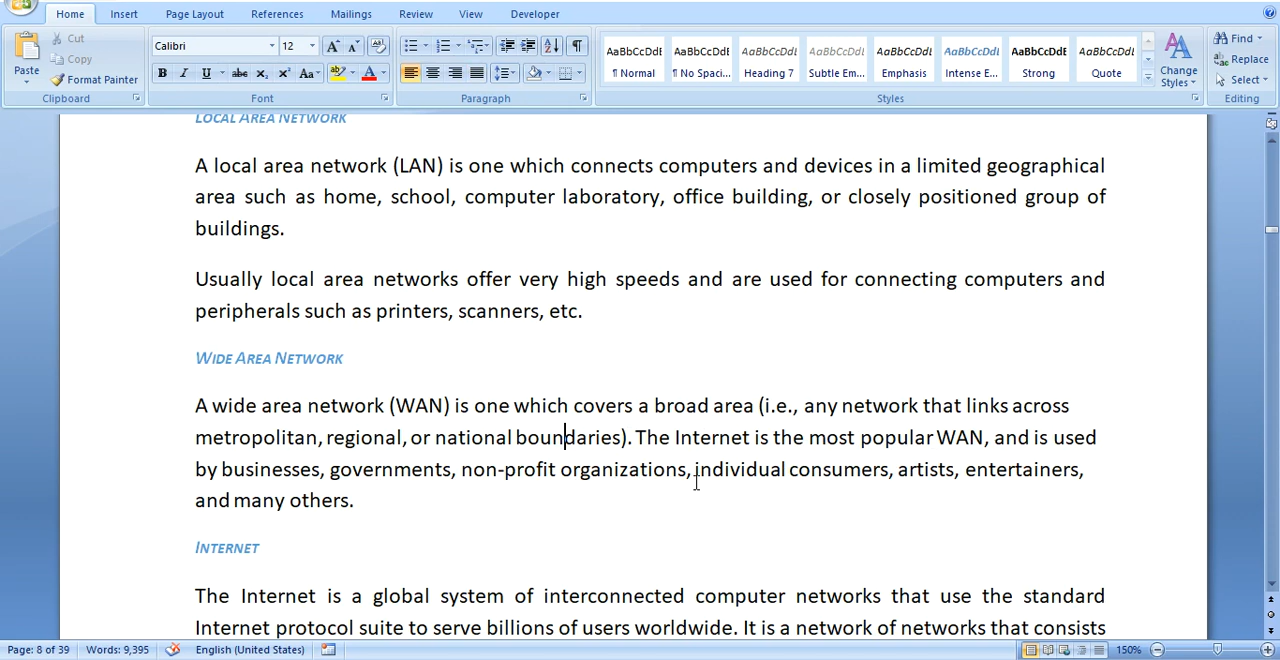 Home Insert Page Layout References Mailings Review View Developer
Cut
Copy
Format Painter
Paste
Clipboard
Calibri 12
Font
Paragraph
AaBbCcDdI AaBbCcDdI AaBbCcDdI AaBbCcDdI AaBbCcDdI AaBbCcDdI AaBbCcDdI AaBbCcDdI
¶ Normal ¶ No Spaci... Heading 7 Subtle Em... Emphasis Intense E... Strong Quote
Change Styles
Styles
Find
Replace
Select
Editing
LOCAL AREA NETWORK
A local area network (LAN) is one which connects computers and devices in a limited geographical
area such as home, school, computer laboratory, office building, or closely positioned group of
buildings.
Usually local area networks offer very high speeds and are used for connecting computers and
peripherals such as printers, scanners, etc.
WIDE AREA NETWORK
A wide area network (WAN) is one which covers a broad area (i.e., any network that links across
metropolitan, regional, or national boundaries). The Internet is the most popular WAN, and is used
by businesses, governments, non-profit organizations, individual consumers, artists, entertainers,
and many others.
INTERNET
The Internet is a global system of interconnected computer networks that use the standard
Internet protocol suite to serve billions of users worldwide. It is a network of networks that consists
Page: 8 of 39 Words: 9,395 English (United States) 150%